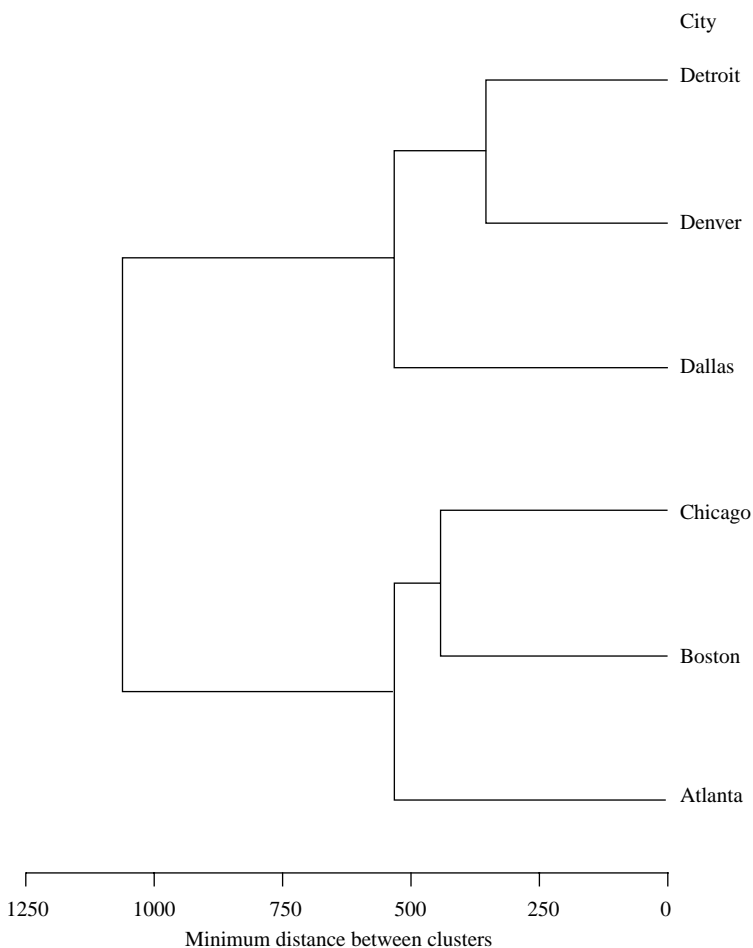 City
Detroit
Denver
Dallas
Chicago
Boston
Atlanta
1250 1000 750 500 250 0
Minimum distance between clusters